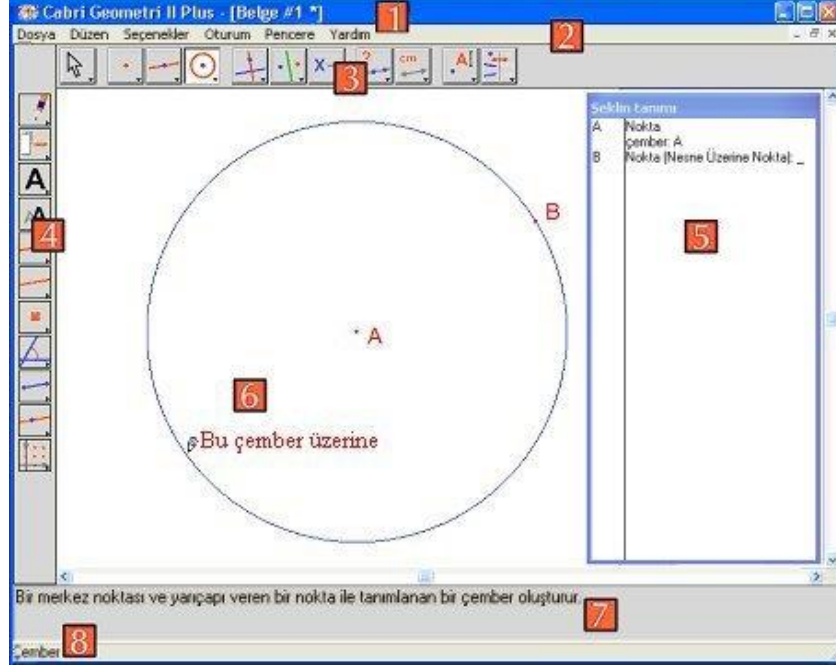 Cabri Geometri II Plus - [Belge #1 *]
1
Dosya Düzen Seçenekler Oturum Pencere Yardım
2
3
? cm A
X
A
A
4
Şeklin tanımı
A Nokta
çember: A
B Nokta (Nesne Üzerine Nokta): _
5
B
A
6
Bu çember üzerine
Bir merkez noktası ve yarıçapı veren bir nokta ile tanımlanan bir çember oluşturur.
7
8
Çember